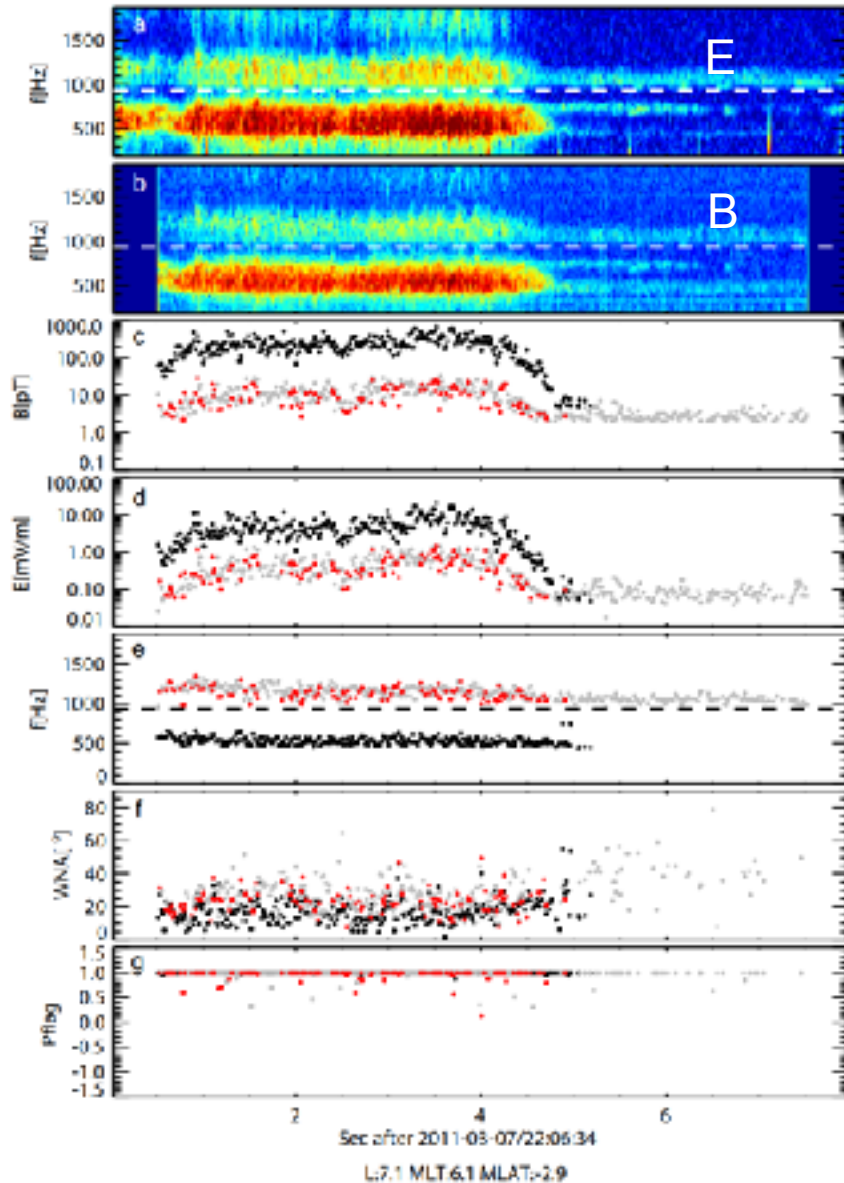 a
E
f[Hz]
1500
1000
500
b
B
f[Hz]
1500
1000
500
c
B[pT]
1000.0
100.0
10.0
1.0
0.1
d
E[mV/m]
100.00
10.00
1.00
0.10
0.01
e
f[Hz]
1500
1000
500
0
f
WNA[°]
80
60
40
20
0
g
Pflag
1.5
1.0
0.5
0.0
-0.5
-1.0
-1.5
2 4 6
Sec after 2011-03-07/22:06:34
L:7.1 MLT:6.1 MLAT:-2.9